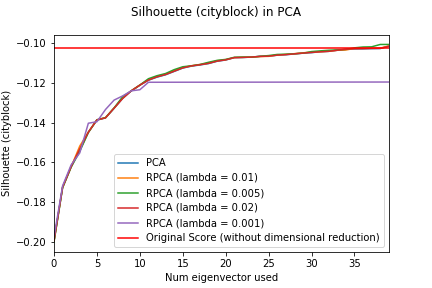 Silhouette (cityblock) in PCA
Silhouette (cityblock)
−0.10
−0.12
−0.14
−0.16
−0.18
−0.20
PCA
RPCA (lambda = 0.01)
RPCA (lambda = 0.005)
RPCA (lambda = 0.02)
RPCA (lambda = 0.001)
Original Score (without dimensional reduction)
0 5 10 15 20 25 30 35
Num eigenvector used